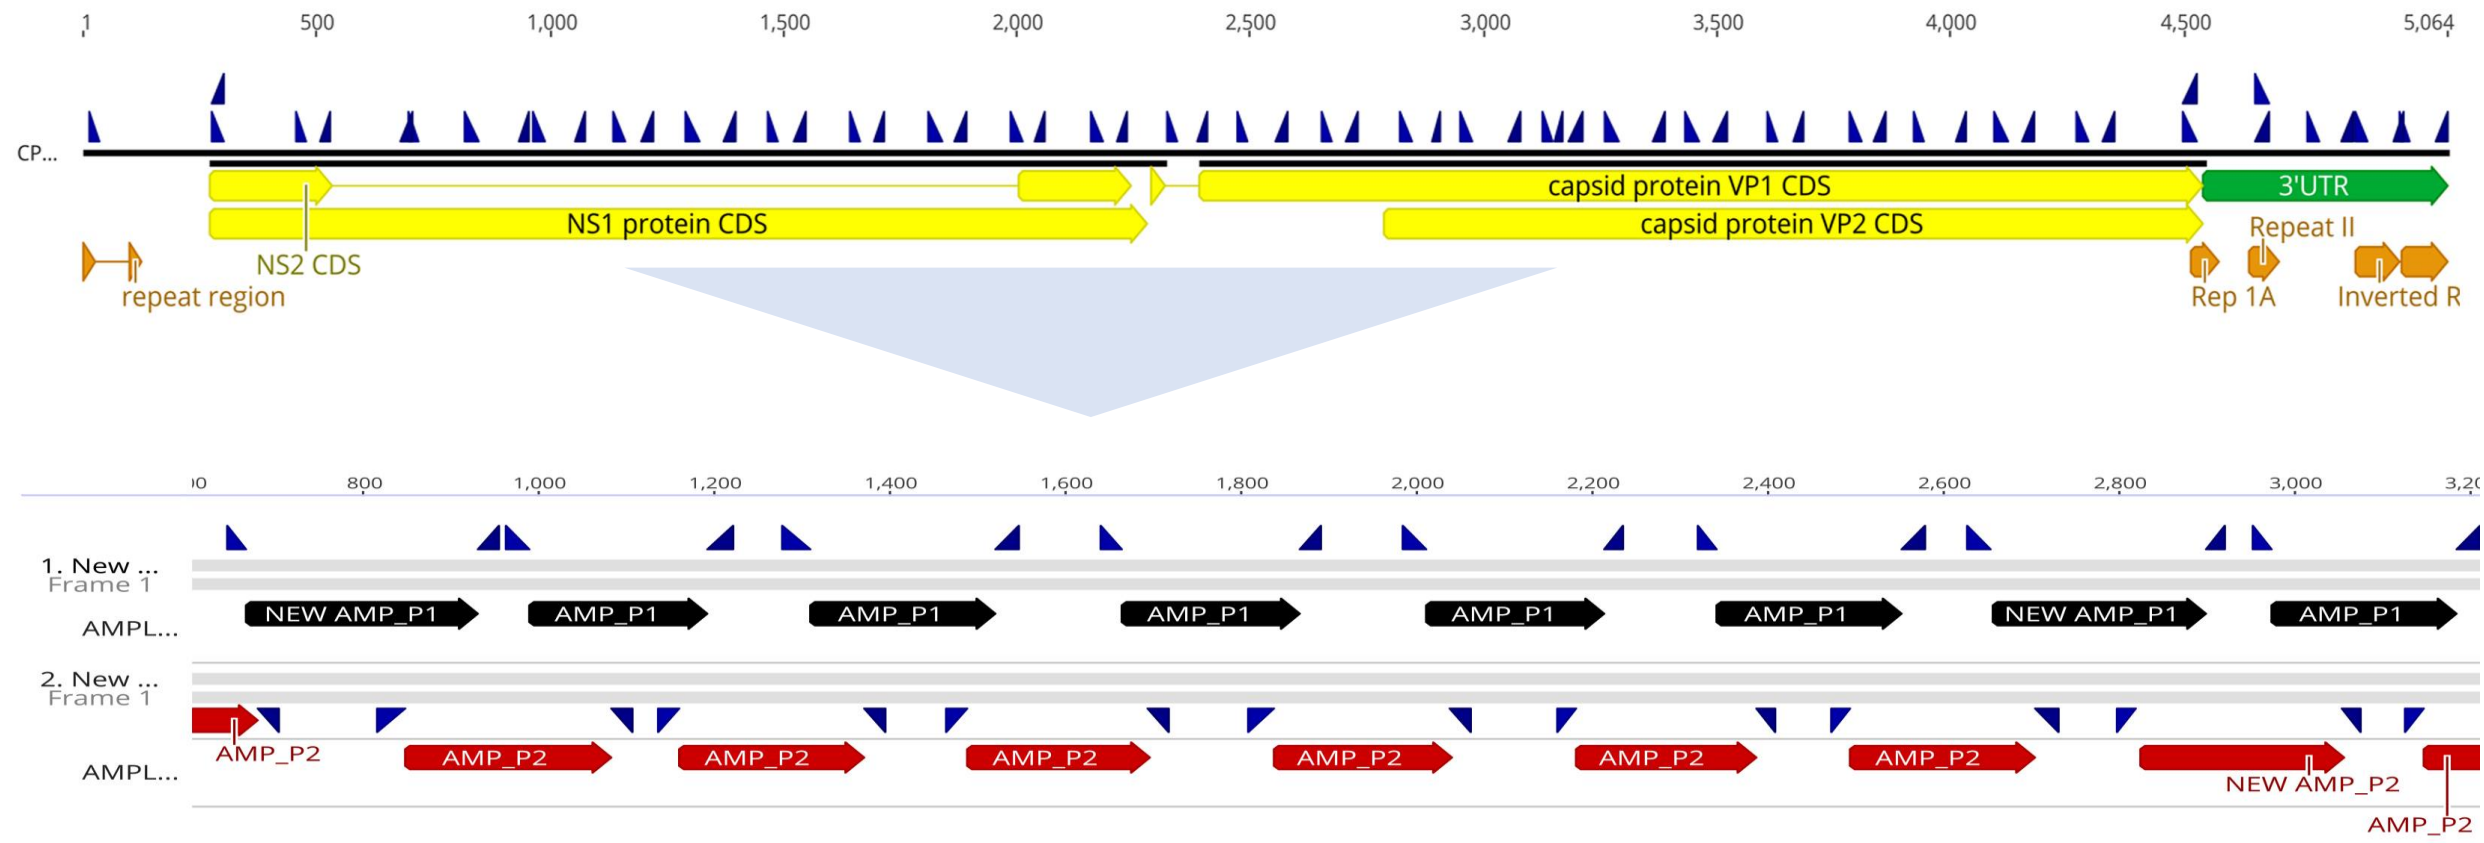 1 500 1,000 1,500 2,000 2,500 3,000 3,500 4,000 4,500 5,064
CP...
capsid protein VP1 CDS 3'UTR
NS1 protein CDS capsid protein VP2 CDS Repeat II
NS2 CDS
repeat region Rep 1A Inverted R
00 800 1,000 1,200 1,400 1,600 1,800 2,000 2,200 2,400 2,600 2,800 3,000 3,20
1. New ...
Frame 1
NEW AMP_P1 AMP_P1 AMP_P1 AMP_P1 AMP_P1 AMP_P1 NEW AMP_P1 AMP_P1
AMPL...
2. New ...
Frame 1
AMP_P2 AMP_P2 AMP_P2 AMP_P2 AMP_P2 AMP_P2 AMP_P2
AMPL...
NEW AMP_P2
AMP_P2